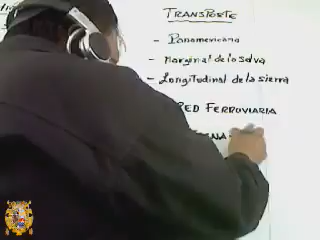 TRANSPORTE
- Panamericana
- Marginal de la Selva
- Longitudinal de la sierra
RED FERROVIARIA